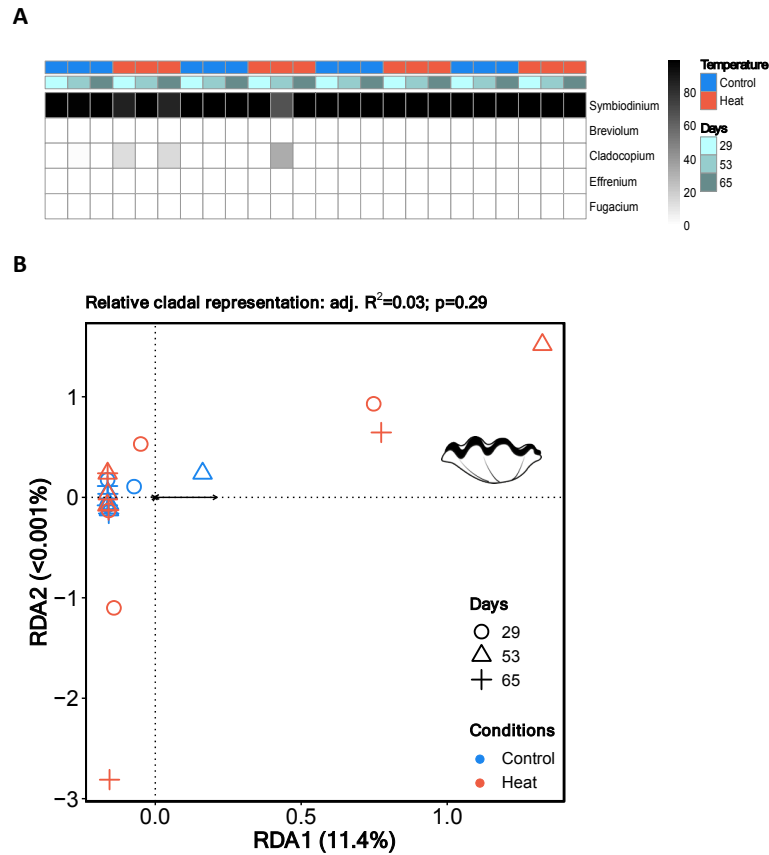 A
Temperature
Control
Heat
Days
29
53
65
80
60
40
20
0
Symbiodinium
Breviolum
Cladocopium
Effrenium
Fugacium
B
Relative cladal representation: adj. R²=0.03; p=0.29
RDA2 (<0.001%)
1
0
−1
−2
−3
Days
29
53
65
Conditions
Control
Heat
0.0
0.5
1.0
RDA1 (11.4%)